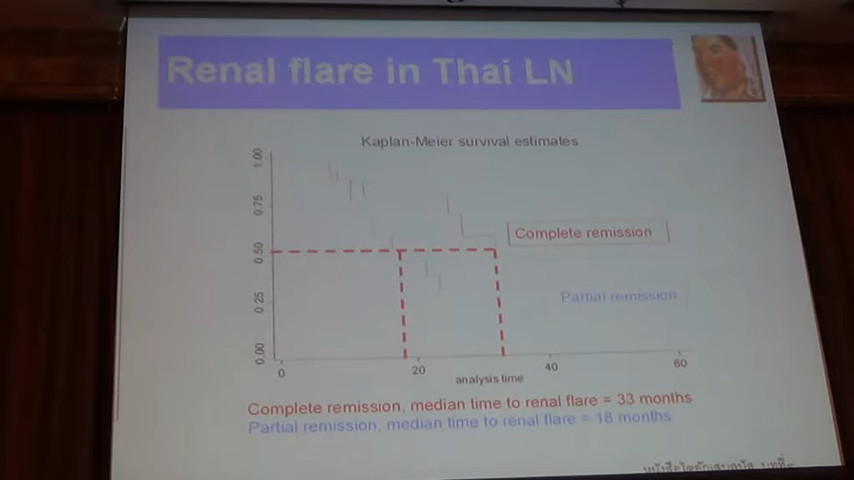 Renal flare in Thai LN
Kaplan-Meier survival estimates
1.00
0.75
0.50
0.25
0.00
Complete remission
Partial remission
0
20
40
60
analysis time
Complete remission, median time to renal flare = 33 months
Partial remission, median time to renal flare = 18 months